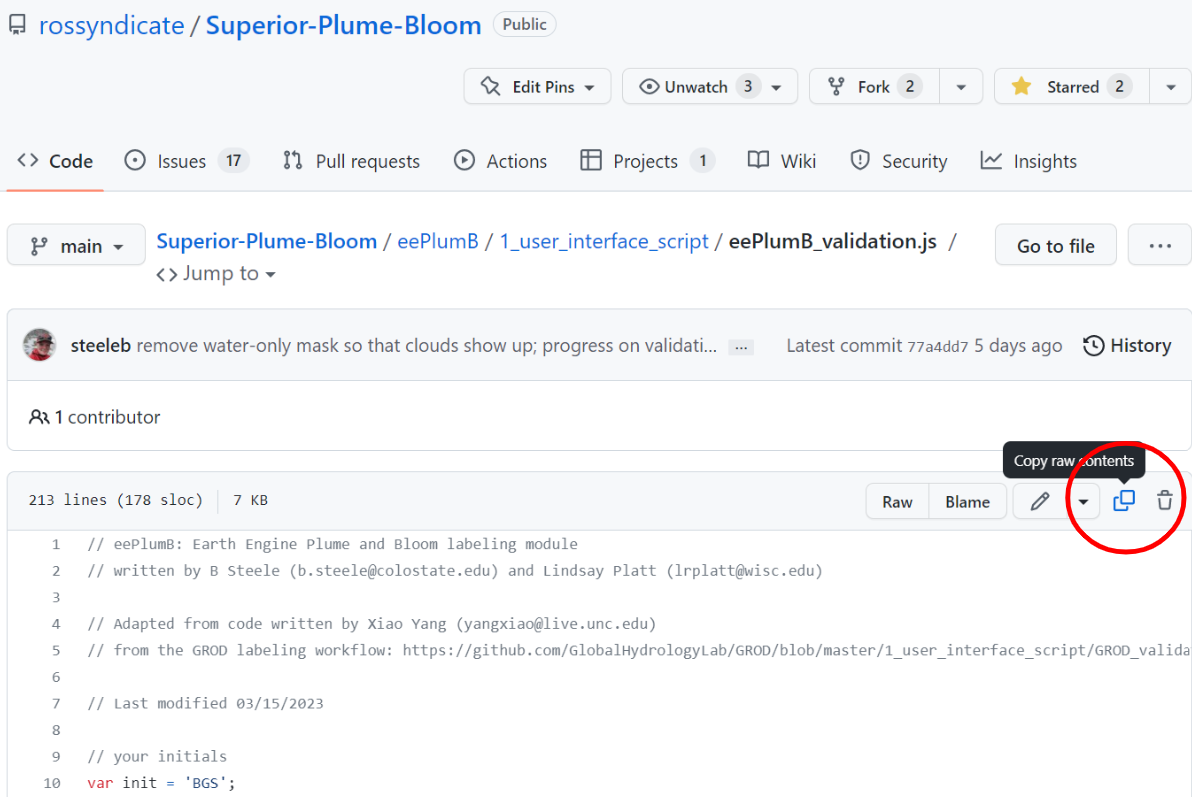 rossyndicate / Superior-Plume-Bloom Public
Edit Pins Unwatch 3 Fork 2 Starred 2
Code Issues 17 Pull requests Actions Projects 1 Wiki Security Insights
main Superior-Plume-Bloom / eePlumB / 1_user_interface_script / eePlumB_validation.js / Go to file ...
<> Jump to
steeleb remove water-only mask so that clouds show up; progress on validati... ... Latest commit 77a4dd7 5 days ago History
1 contributor
Copy raw contents
213 lines (178 sloc) 7 KB Raw Blame
1 // eePlumB: Earth Engine Plume and Bloom labeling module
2 // written by B Steele (b.steele@colostate.edu) and Lindsay Platt (lrplatt@wisc.edu)
3
4 // Adapted from code written by Xiao Yang (yangxiao@live.unc.edu)
5 // from the GROD labeling workflow: https://github.com/GlobalHydrologyLab/GROD/blob/master/1_user_interface_script/GROD_valida
6
7 // Last modified 03/15/2023
8
9 // your initials
10 var init = 'BGS';